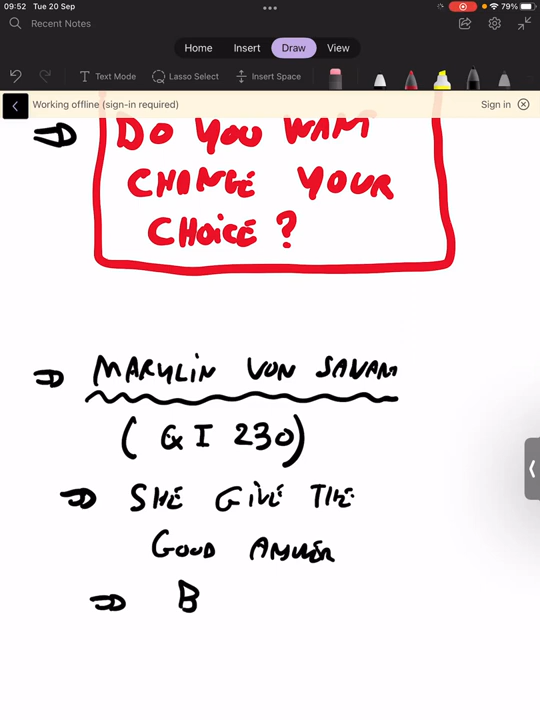 09:52 Tue 20 Sep 79%
Recent Notes
Home Insert Draw View
Text Mode Lasso Select Insert Space
Working offline (sign-in required) Sign in
⇒ DO YOU WANT
CHANGE YOUR
CHOICE ?
⇒ MARYLIN VON SAVAM
( QI 230)
⇒ SHE GIVE THE
GOOD ANSWER
⇒ B